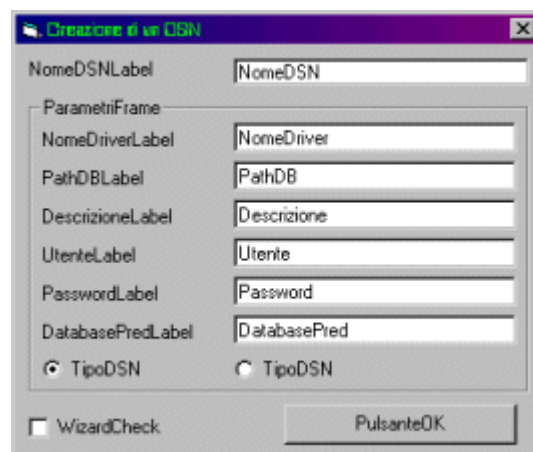 Creazione di un DSN
NomeDSNLabel NomeDSN
ParametriFrame
NomeDriverLabel NomeDriver
PathDBLabel PathDB
DescrizioneLabel Descrizione
UtenteLabel Utente
PasswordLabel Password
DatabasePredLabel DatabasePred
TipoDSN TipoDSN
WizardCheck PulsanteOK